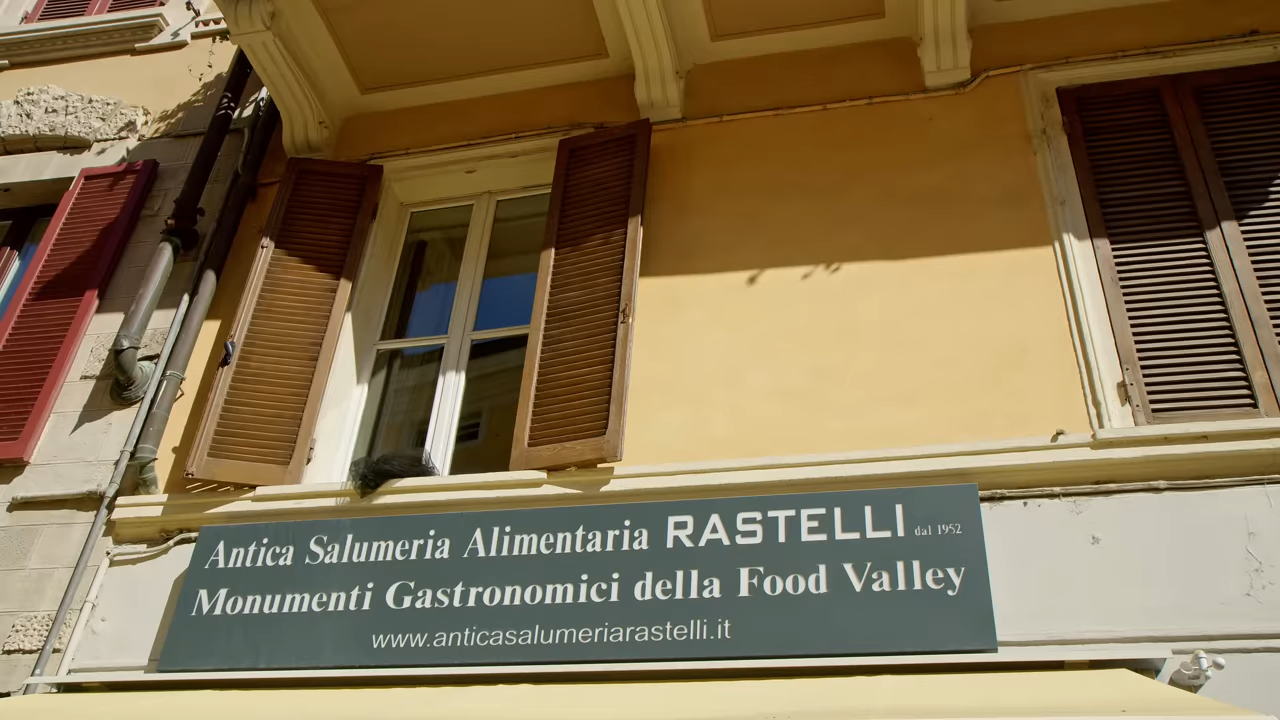 Antica Salumeria Alimentaria RASTELLI dal 1952
Monumenti Gastronomici della Food Valley
www.anticasalumeriarastelli.it